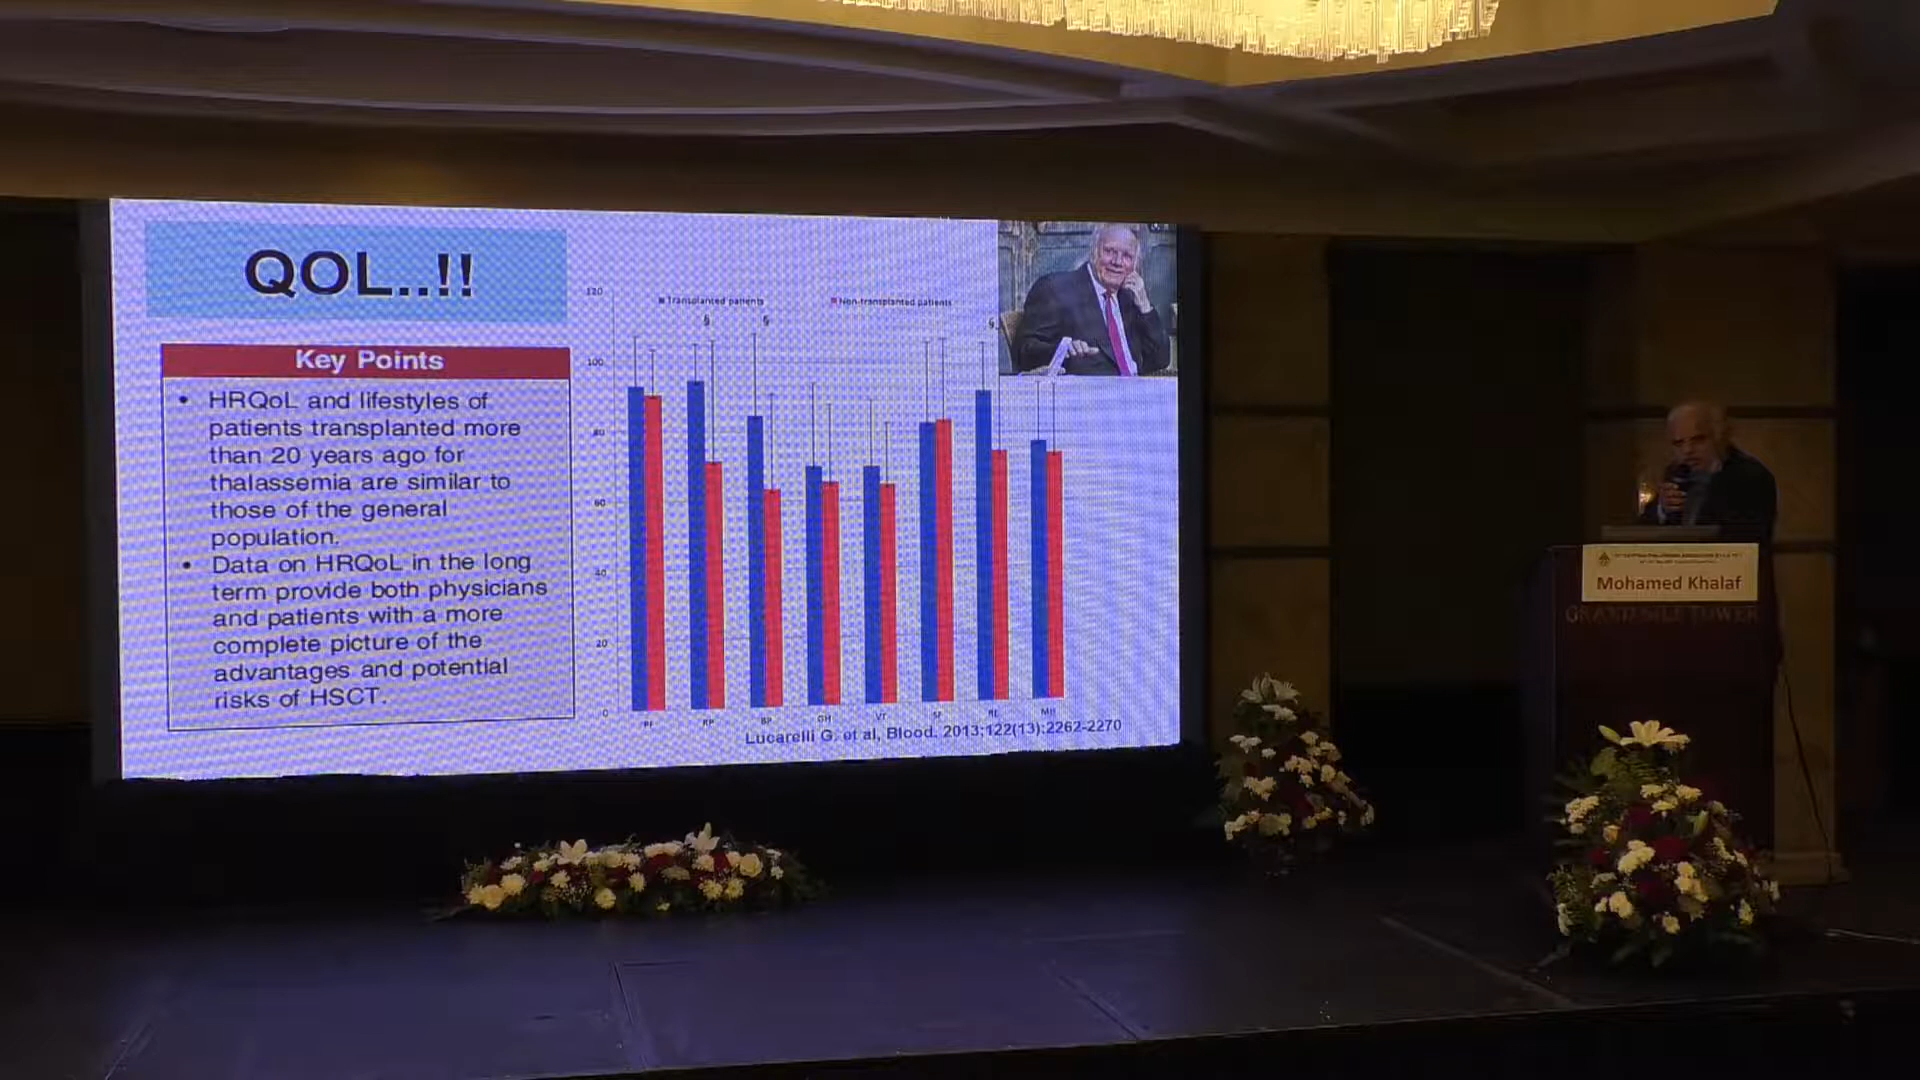 QOL..!!
Key Points
• HRQoL and lifestyles of
patients transplanted more
than 20 years ago for
thalassemia are similar to
those of the general
population.
• Data on HRQoL in the long
term provide both physicians
and patients with a more
complete picture of the
advantages and potential
risks of HSCT.
Transplanted patients
Non-transplanted patients
§ § §
120
100
80
60
40
20
0
PF RP BP GH VT SF RE MH
Lucarelli G. et al, Blood. 2013;122(13):2262-2270
Mohamed Khalaf
GRAND NILE TOWER